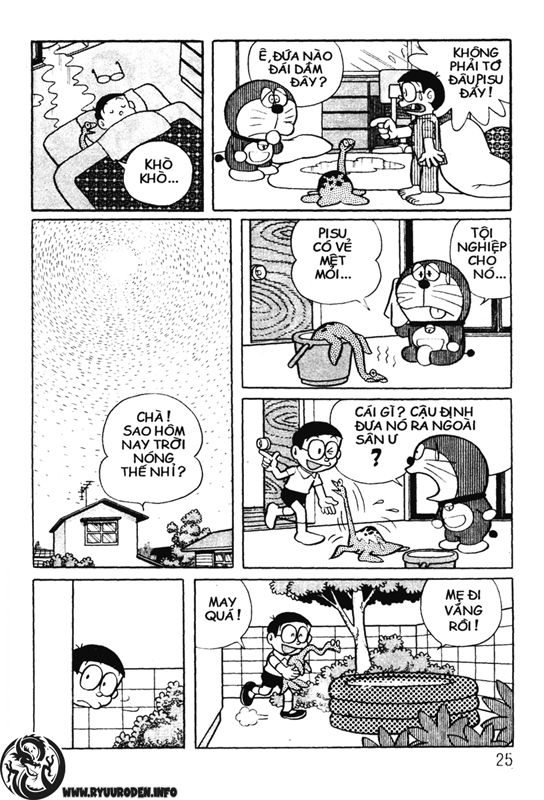 KHÒ
KHÒ...
Ê, ĐỨA NÀO
ĐÁI DẦM
ĐÂY?
KHÔNG
PHẢI TỚ
ĐÂU PISU
ĐẤY!
PISU,
CÓ VẺ
MỆT
MỎI...
TỘI
NGHIỆP
CHO
NÓ...
CHÀ!
SAO HÔM
NAY TRỜI
NÓNG
THẾ NHỈ?
CÁI GÌ? CẬU ĐỊNH
ĐƯA NÓ RA NGOÀI
SÂN Ư
?
MAY
QUÁ!
MẸ ĐI
VẮNG
RỒI!
25
WWW.RYUURODEN.INFO